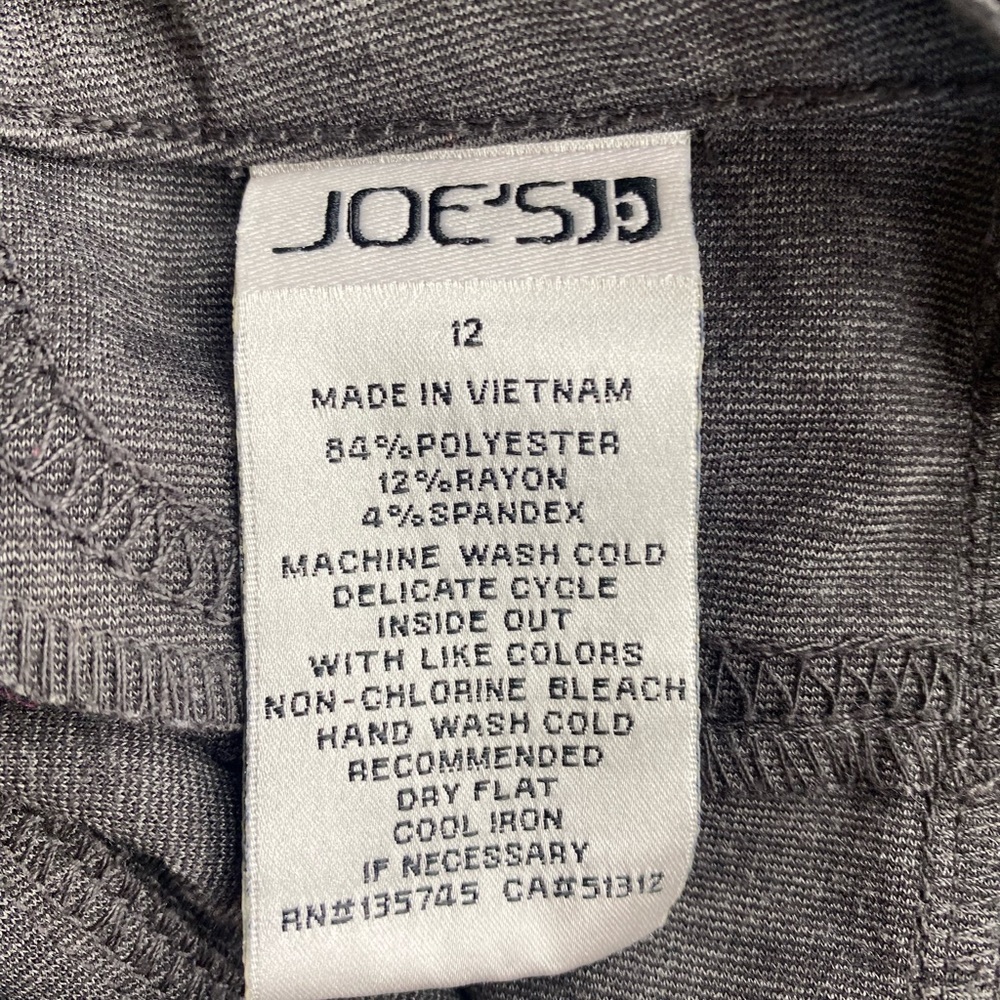 JOE'S
12
MADE IN VIETNAM
84%POLYESTER
12%RAYON
4%SPANDEX
MACHINE WASH COLD
DELICATE CYCLE
INSIDE OUT
WITH LIKE COLORS
NON-CHLORINE BLEACH
HAND WASH COLD
RECOMMENDED
DRY FLAT
COOL IRON
IF NECESSARY
RN#135745 CA#51312